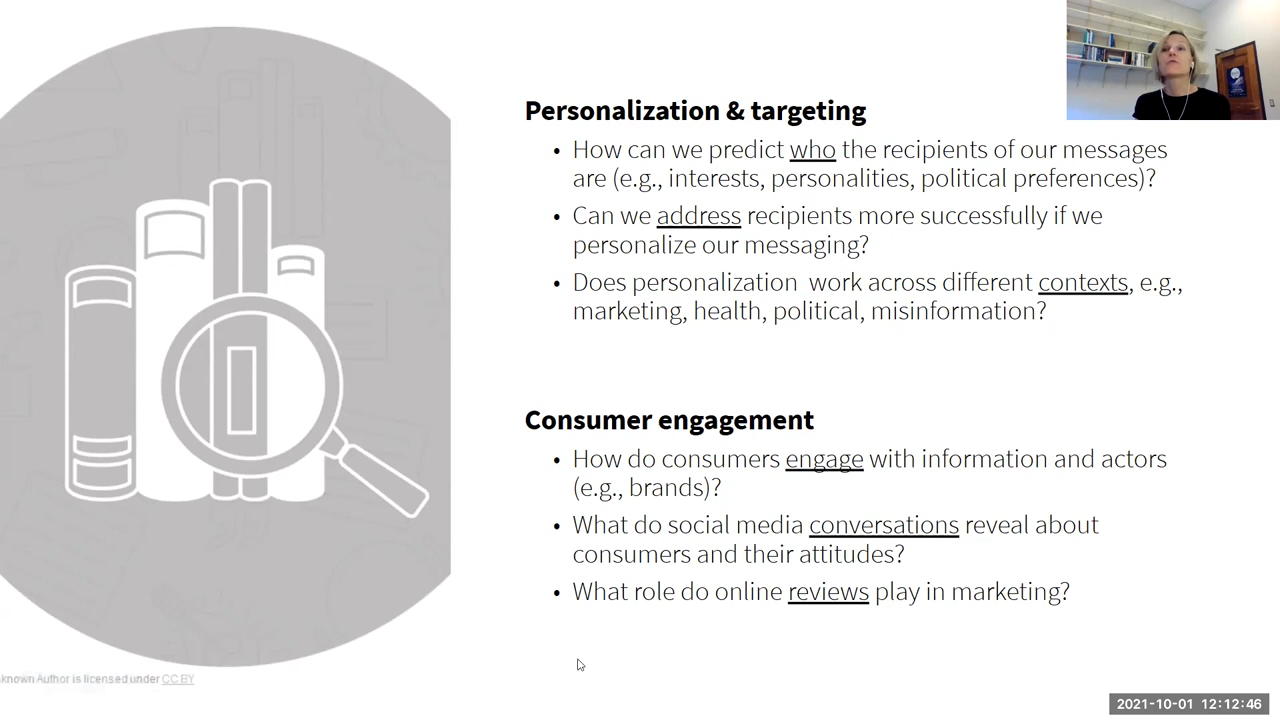 Personalization & targeting
• How can we predict who the recipients of our messages
are (e.g., interests, personalities, political preferences)?
• Can we address recipients more successfully if we
personalize our messaging?
• Does personalization work across different contexts, e.g.,
marketing, health, political, misinformation?
Consumer engagement
• How do consumers engage with information and actors
(e.g., brands)?
• What do social media conversations reveal about
consumers and their attitudes?
• What role do online reviews play in marketing?
known Author is licensed under CC BY
2021-10-01 12:12:46